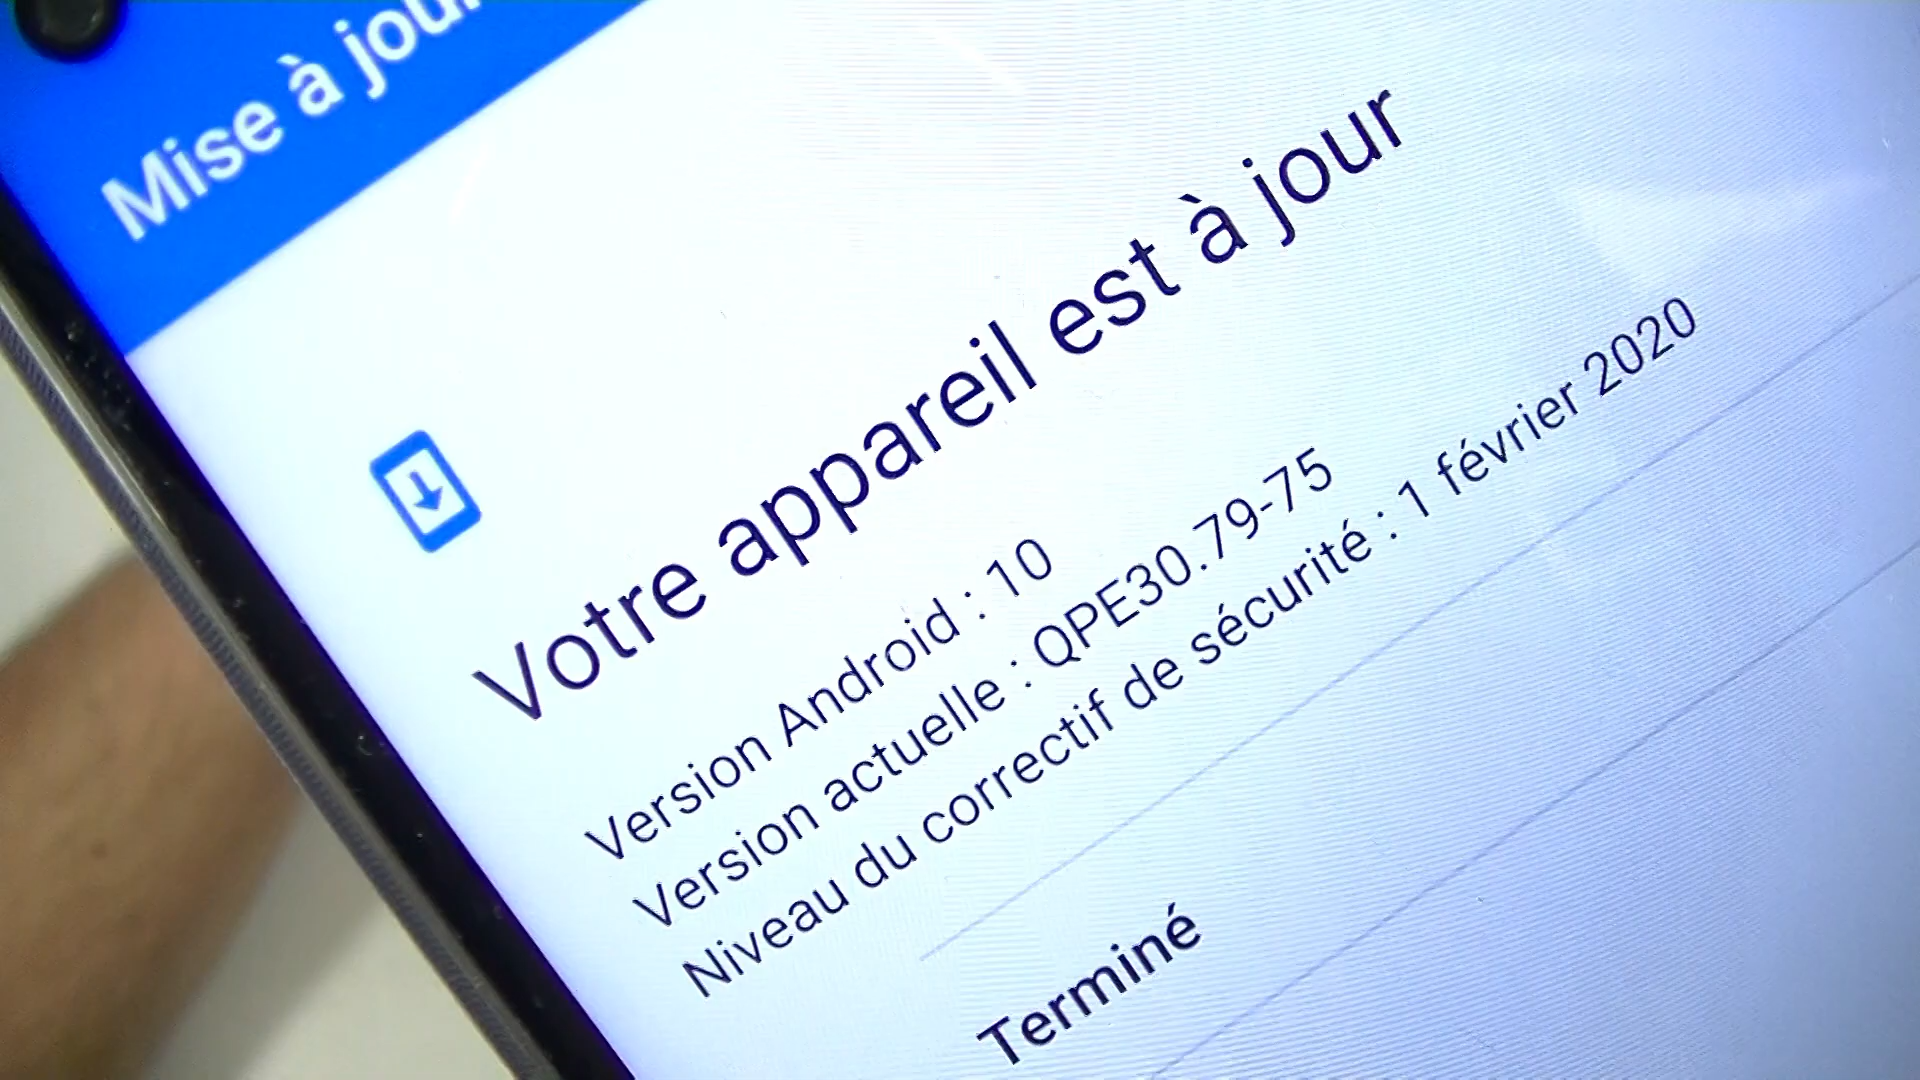 Mise à jour
Votre appareil est à jour
Version Android : 10
Version actuelle : QPE30.79-75
Niveau du correctif de sécurité : 1 février 2020
Terminé